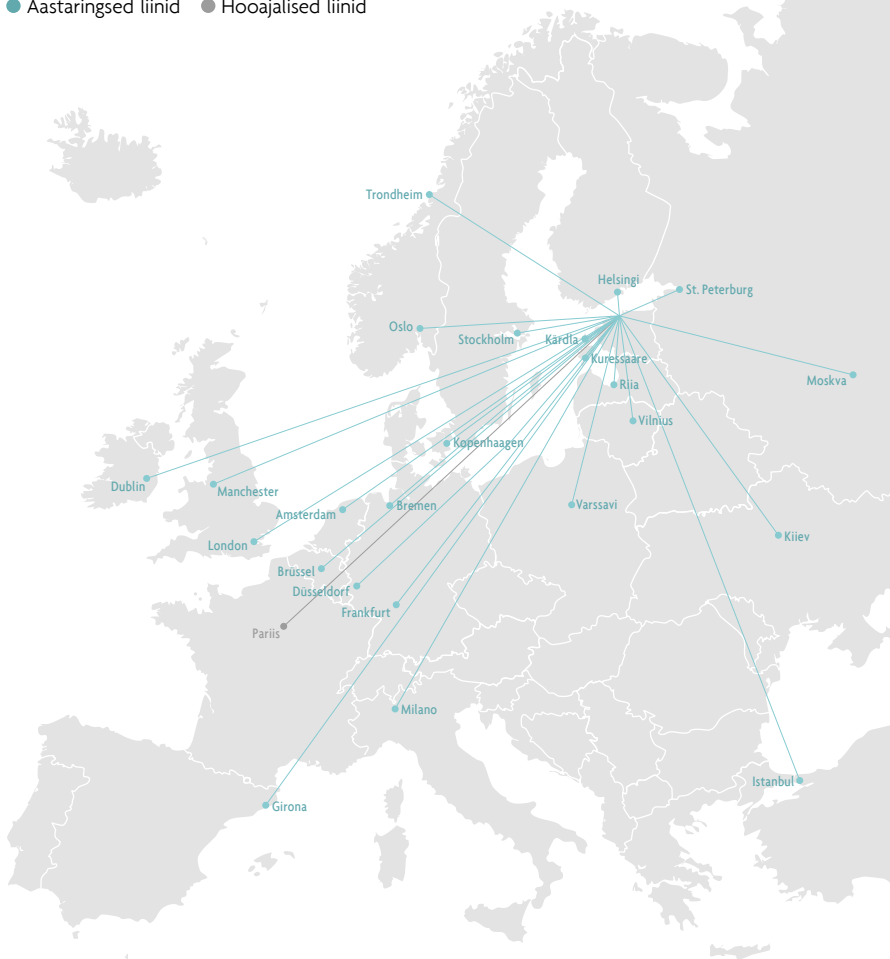 Aastaringsed liinid
Hooajalised liinid
Trondheim
Helsingi
St. Peterburg
Oslo
Stockholm
Kärdla
Kuressaare
Riia
Moskva
Vilnius
Kopenhaagen
Dublin
Manchester
Amsterdam
Bremen
Varssavi
London
Kiiev
Brüssel
Düsseldorf
Frankfurt
Pariis
Milano
Istanbul
Girona